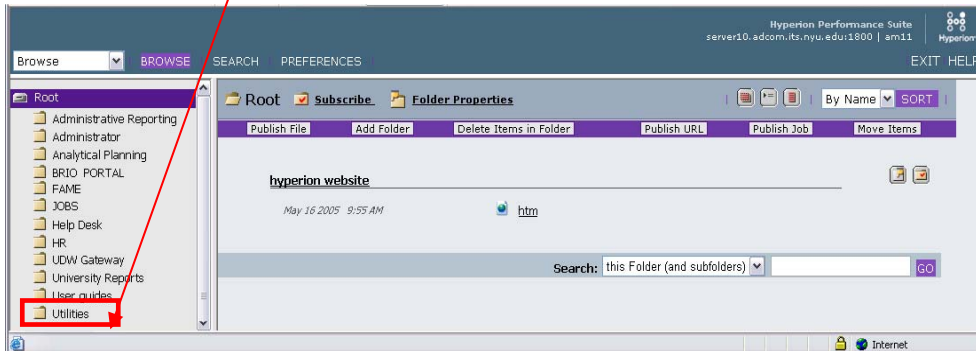 Hyperion Performance Suite
server10.adcom.its.nyu.edu:1800 | am11
Hyperion
Browse BROWSE SEARCH PREFERENCES EXIT HELP
Root
Administrative Reporting
Administrator
Analytical Planning
BRIO PORTAL
FAME
JOBS
Help Desk
HR
UDW Gateway
University Reports
User guides
Utilities
Root Subscribe Folder Properties By Name SORT
Publish File Add Folder Delete Items in Folder Publish URL Publish Job Move Items
hyperion website
May 16 2005 9:55 AM htm
Search: this Folder (and subfolders) GO
Internet